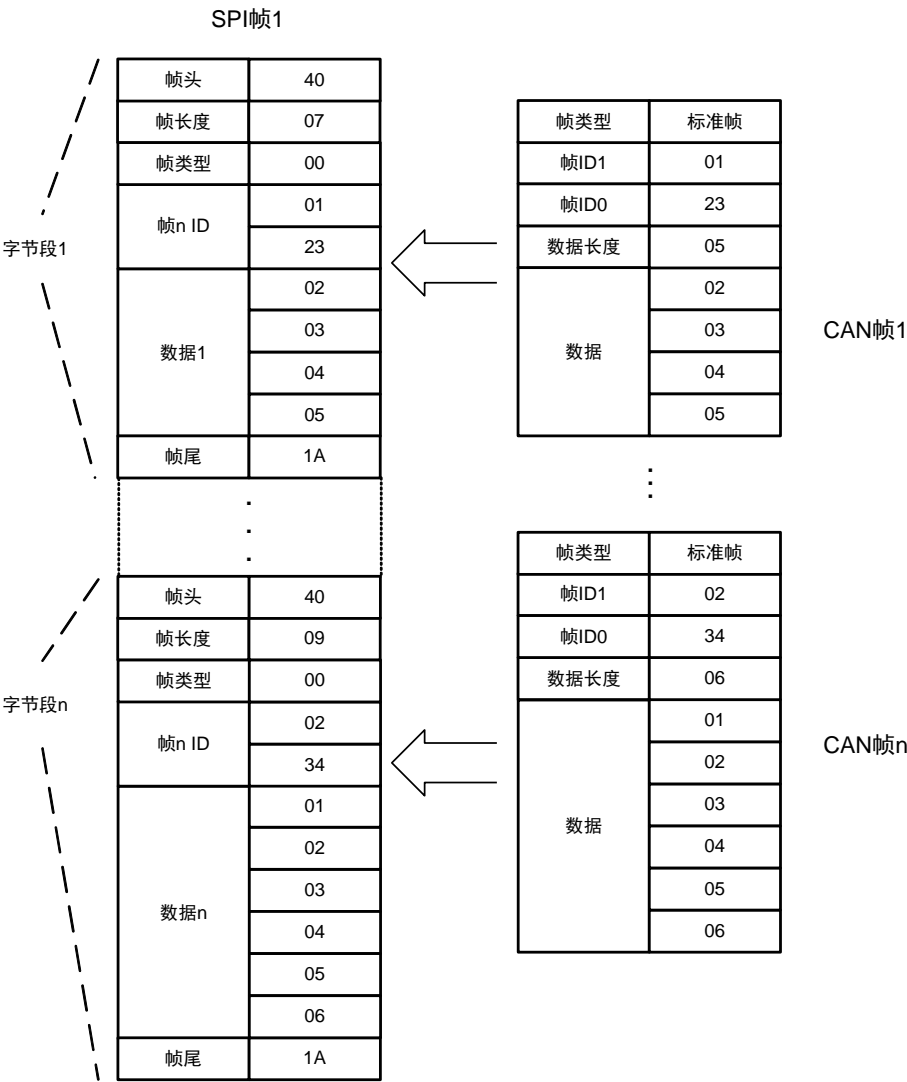 SPI帧1
帧头 40
帧长度 07
帧类型 00
帧n ID 01
23
数据1 02
03
04
05
帧尾 1A
字节段1
帧类型 标准帧
帧ID1 01
帧ID0 23
数据长度 05
数据 02
03
04
05
CAN帧1
帧头 40
帧长度 09
帧类型 00
帧n ID 02
34
数据n 01
02
03
04
05
06
帧尾 1A
字节段n
帧类型 标准帧
帧ID1 02
帧ID0 34
数据长度 06
数据 01
02
03
04
05
06
CAN帧n